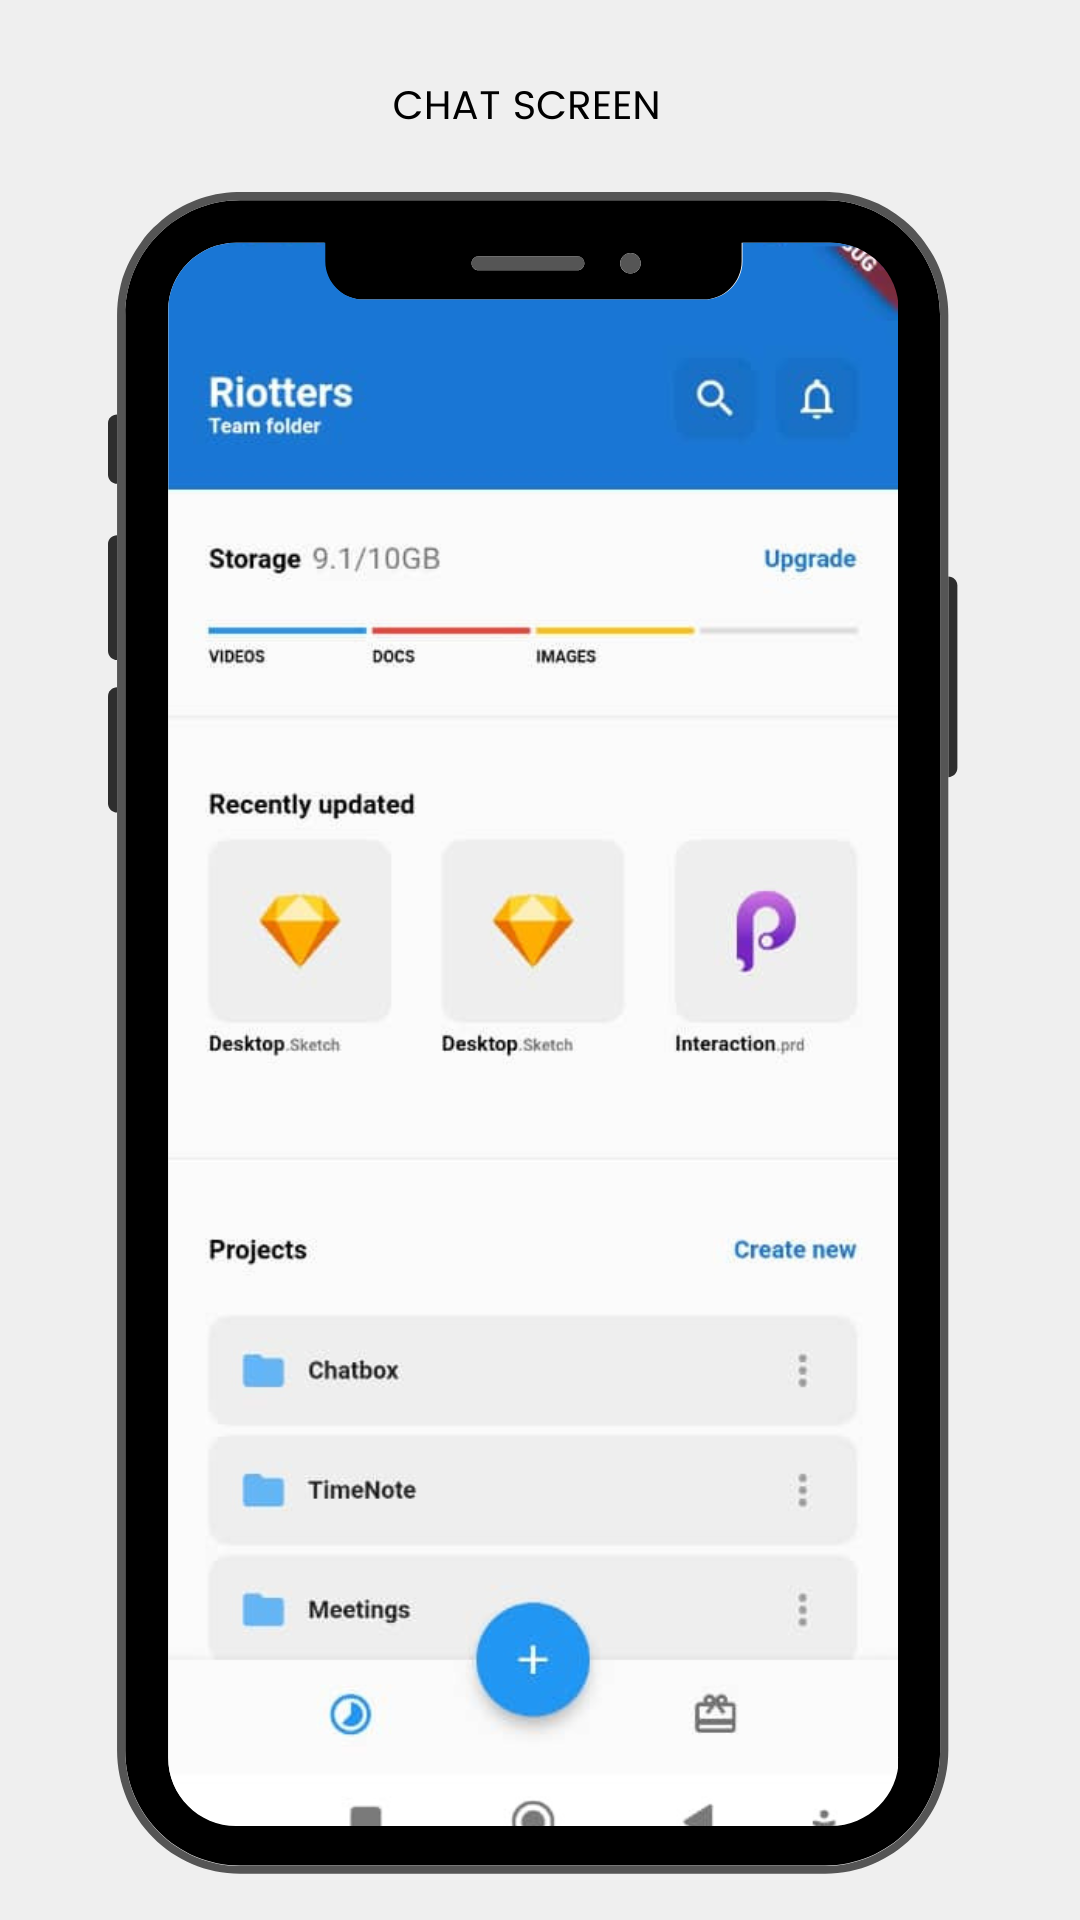 CHAT SCREEN
Riotters
Team folder
Storage 9.1/10GB
Upgrade
VIDEOS
DOCS
IMAGES
Recently updated
Desktop.Sketch
Desktop.Sketch
Interaction.prd
Projects
Create new
Chatbox
TimeNote
Meetings